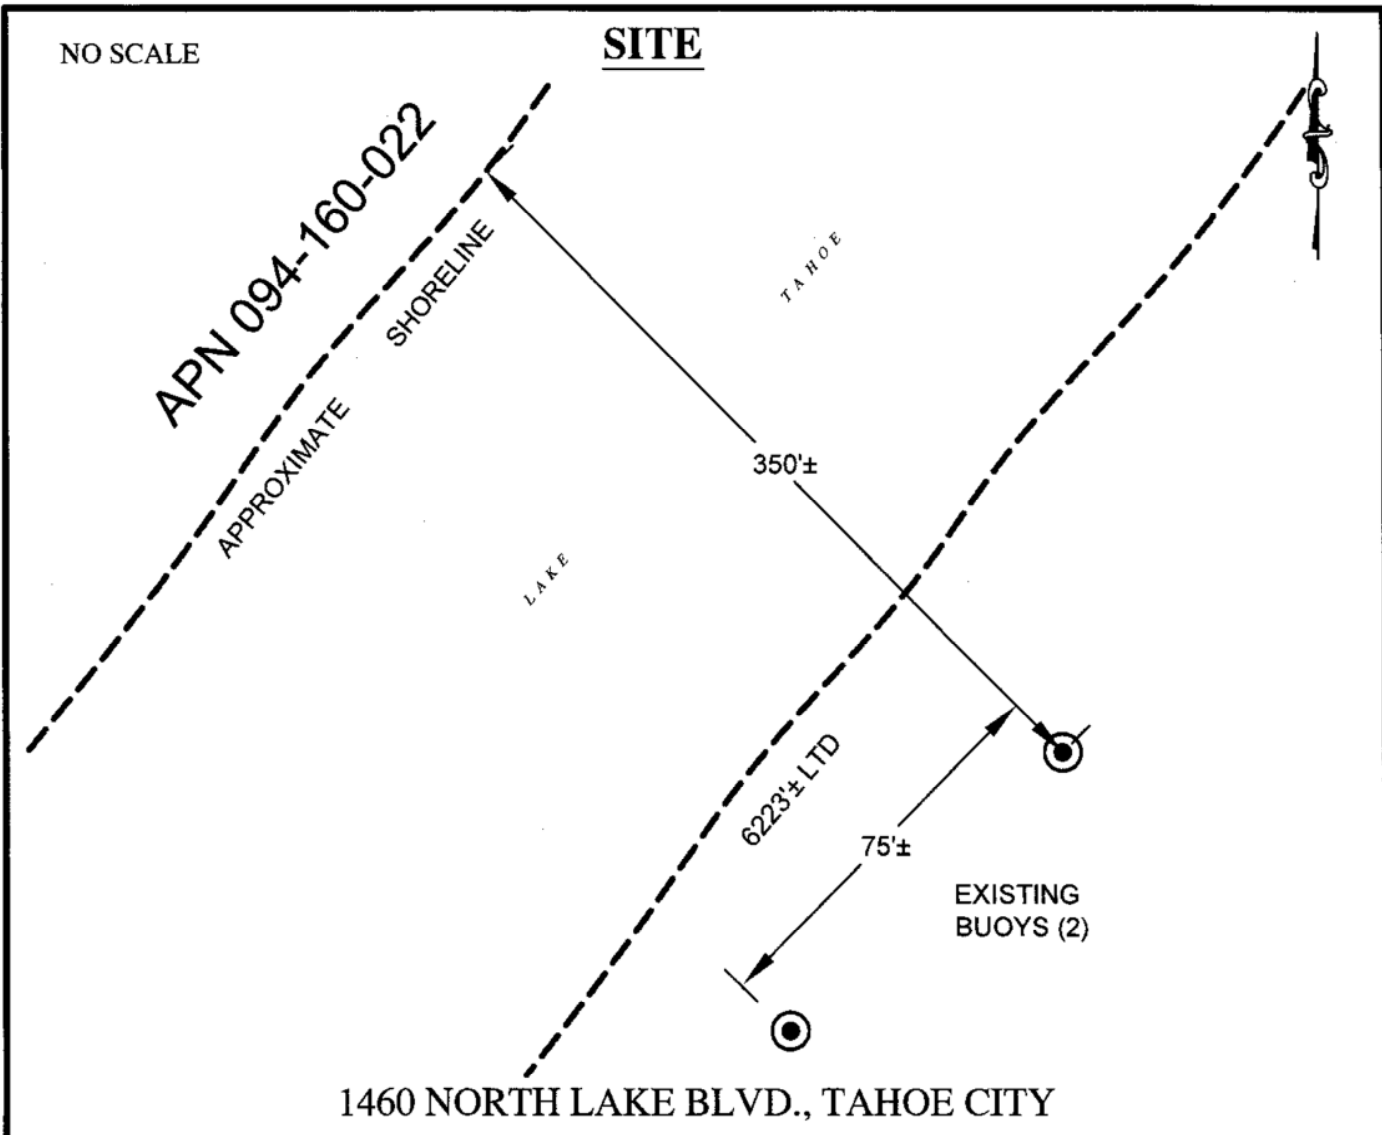 SITE
NO SCALE
APN 094-160-022
SHORELINE
TAHOE
APPROXIMATE
350'±
LAKE
6223'± LTD
75'±
EXISTING
BUOYS (2)
1460 NORTH LAKE BLVD., TAHOE CITY